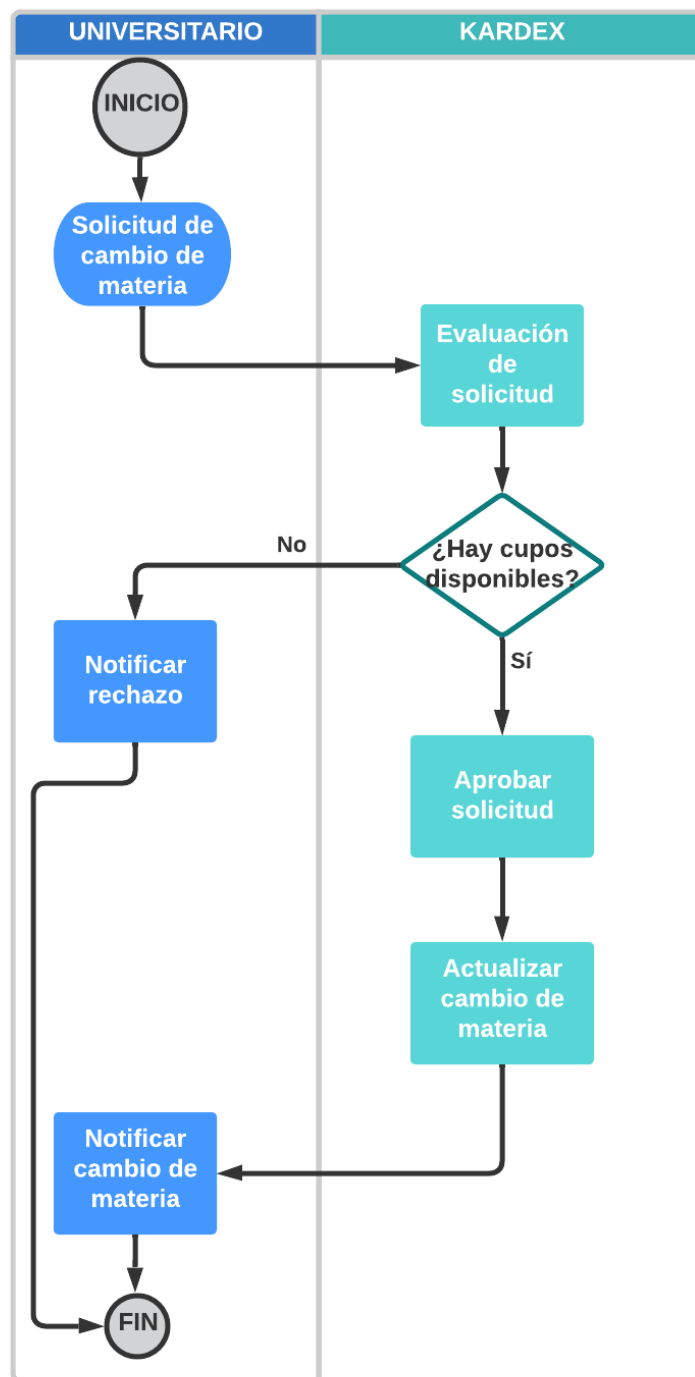 UNIVERSITARIO
KARDEX
INICIO
Solicitud de
cambio de
materia
Evaluación
de
solicitud
¿Hay cupos
disponibles?
No
Sí
Notificar
rechazo
Aprobar
solicitud
Actualizar
cambio de
materia
Notificar
cambio de
materia
FIN